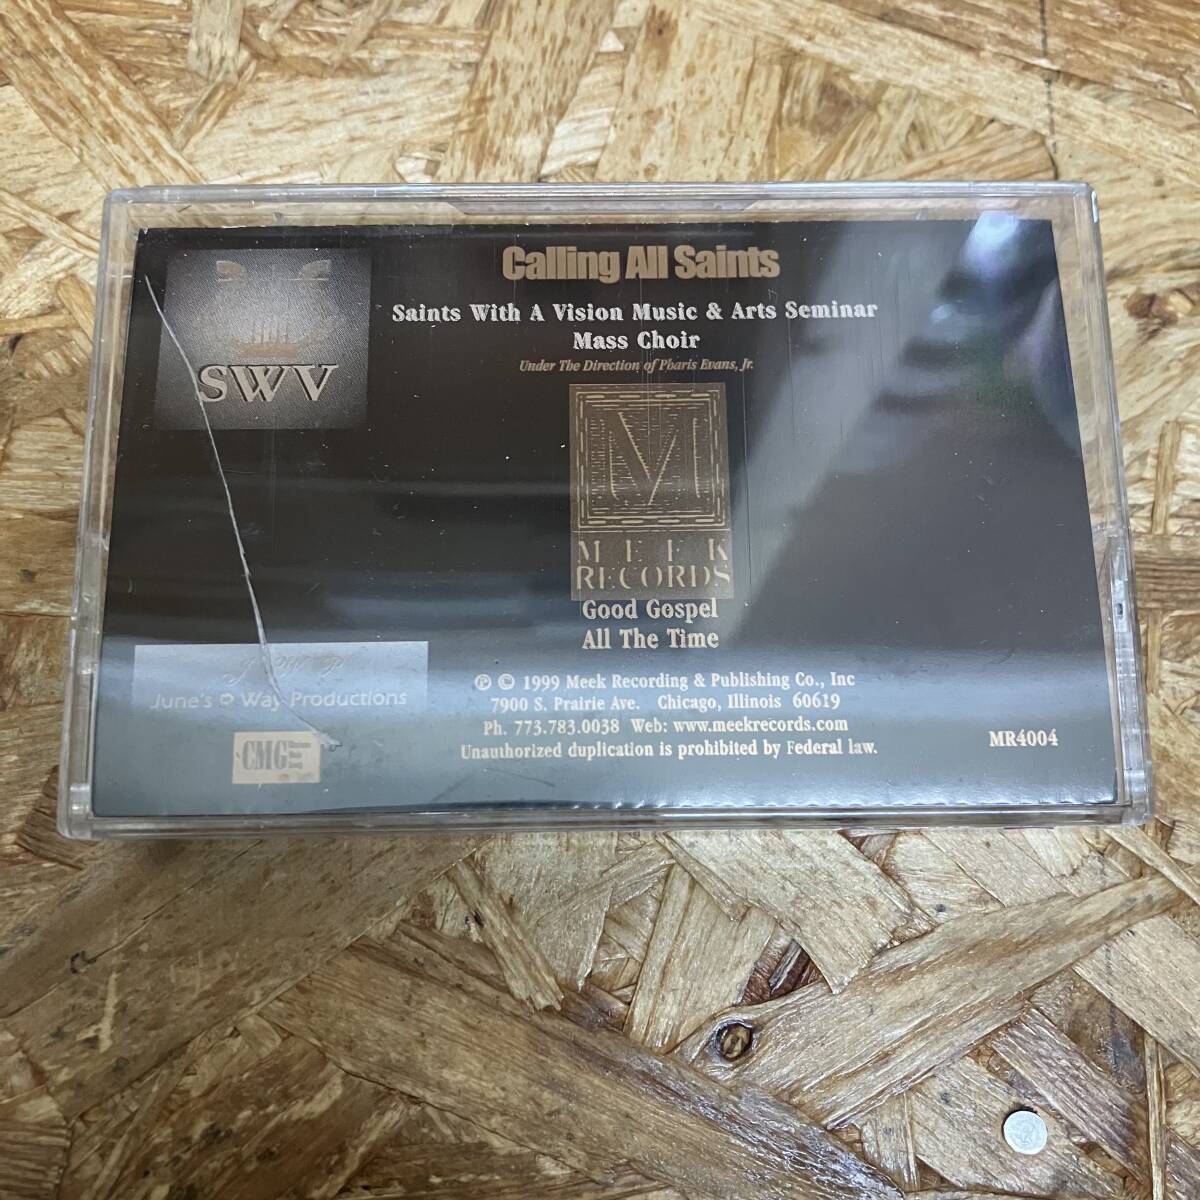 Calling All Saints
Saints With A Vision Music & Arts Seminar
Mass Choir
Under The Direction of Pharis Evans, Jr.
SWV
M
MEEK
RECORDS
Good Gospel
All The Time
June's Way Productions
CMG
℗ © 1999 Meek Recording & Publishing Co., Inc
7900 S. Prairie Ave. Chicago, Illinois 60619
Ph. 773.783.0038 Web: www.meekrecords.com
Unauthorized duplication is prohibited by Federal law.
MR4004